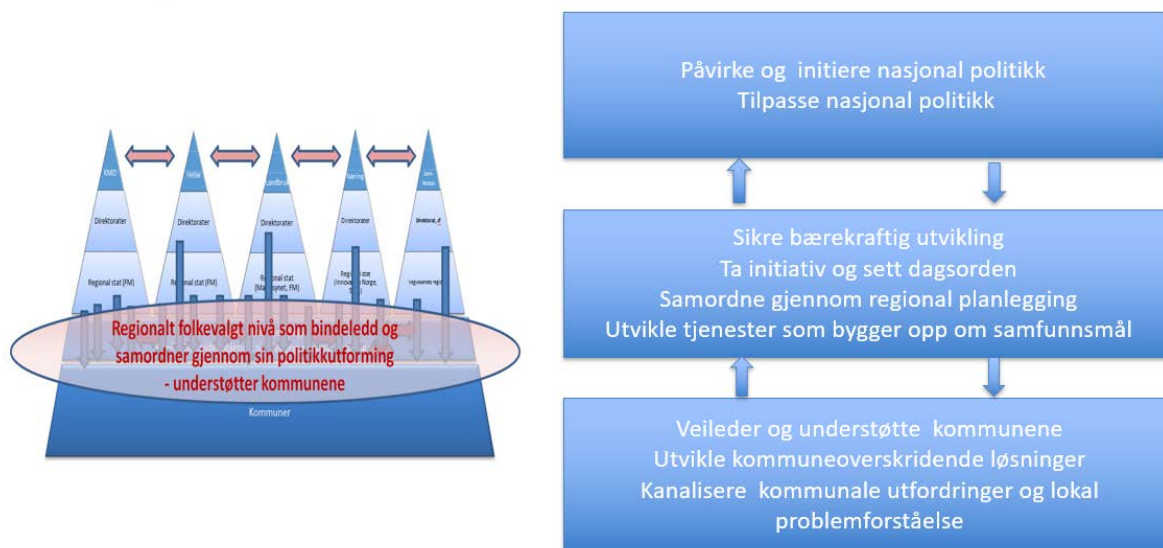 KMD
Helse
Landbruk
Næring
Direktorater
Direktorater
Direktorater
Direktorater
Direktorat,
Regional stat (FM)
Regional stat (FM)
Regional stat
FM)
Regional stat
Norge,
Regionalt folkevalgt nivå som bindeledd og
samordner gjennom sin politikkutforming
- understøtter kommunene
Kommuner
Påvirke og initiere nasjonal politikk
Tilpasse nasjonal politikk
Sikre bærekraftig utvikling
Ta initiativ og sett dagsorden
Samordne gjennom regional planlegging
Utvikle tjenester som bygger opp om samfunnsmål
Veileder og understøtte kommunene
Utvikle kommuneoverskridende løsninger
Kanalisere kommunale utfordringer og lokal
problemforståelse